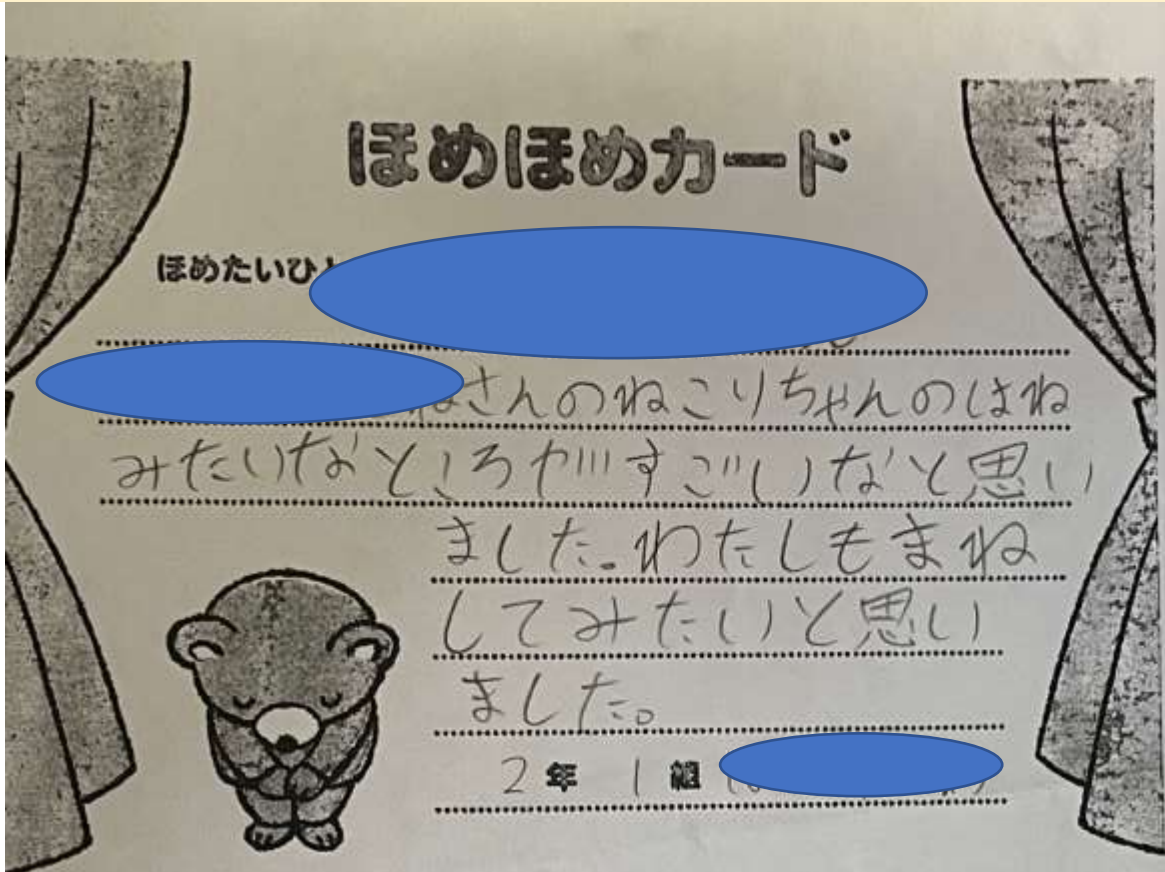 ほめほめカード
ほめたいひ
さんのねこりちゃんのはね
みたいなところがすごいなと思い
ました。わたしもまね
してみたいと思い
ました。
2年 1組